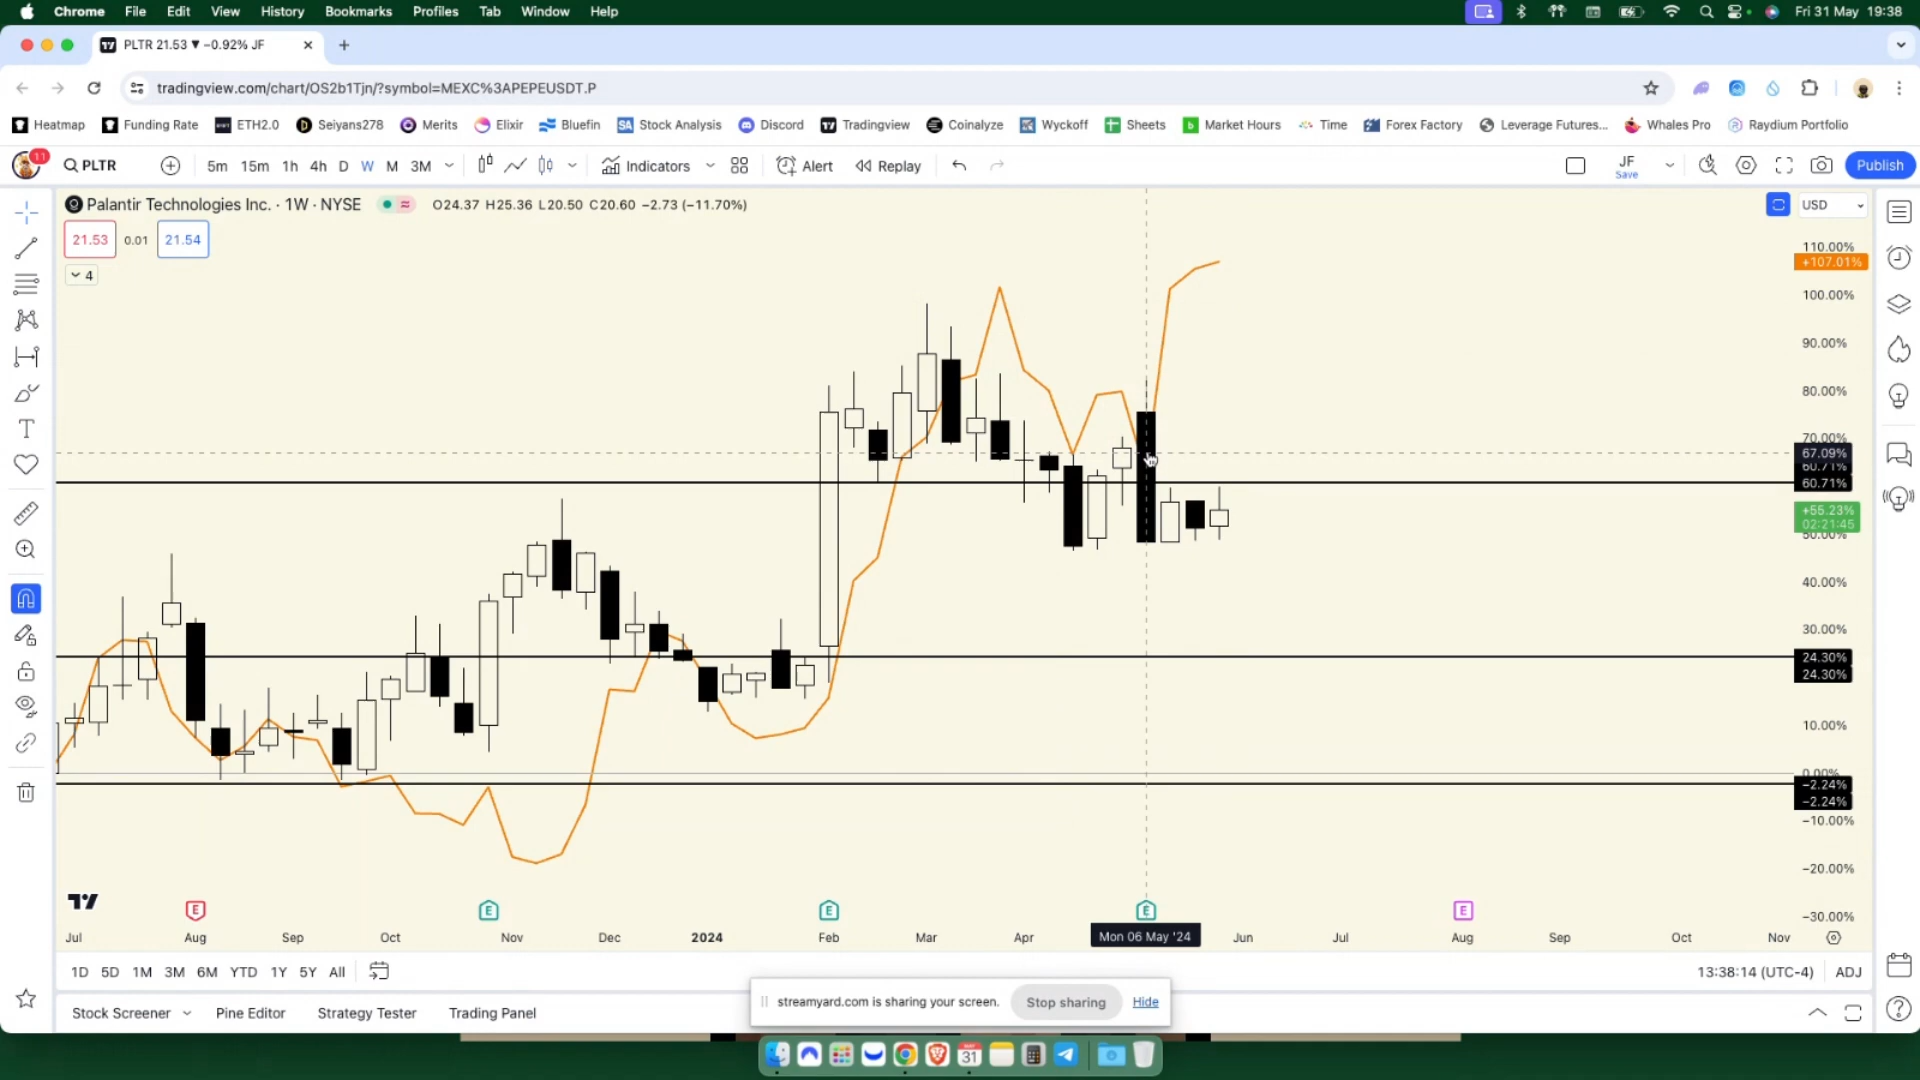 Chrome File Edit View History Bookmarks Profiles Tab Window Help Fri 31 May 19:38
PLTR 21.53 ▼ −0.92% JF
tradingview.com/chart/OS2b1Tjn/?symbol=MEXC%3APEPEUSDT.P
Heatmap Funding Rate ETH2.0 Seiyans278 Merits Elixir Bluefin SA Stock Analysis Discord Tradingview Coinalyze Wyckoff Sheets Market Hours Time Forex Factory Leverage Futures... Whales Pro Raydium Portfolio
11 PLTR 5m 15m 1h 4h D W M 3M Indicators Alert Replay JF Save Publish
Palantir Technologies Inc. · 1W · NYSE O24.37 H25.36 L20.50 C20.60 −2.73 (−11.70%) USD
21.53 0.01 21.54
4
110.00%
+107.01%
100.00%
90.00%
80.00%
70.00%
67.09%
60.71%
60.71%
+55.23%
02:21:45
50.00%
40.00%
30.00%
24.30%
24.30%
10.00%
0.00%
−2.24%
−2.24%
−10.00%
−20.00%
−30.00%
E E E E E
Jul Aug Sep Oct Nov Dec 2024 Feb Mar Apr Mon 06 May '24 Jun Jul Aug Sep Oct Nov
1D 5D 1M 3M 6M YTD 1Y 5Y All 13:38:14 (UTC-4) ADJ
streamyard.com is sharing your screen. Stop sharing Hide
Stock Screener Pine Editor Strategy Tester Trading Panel
31